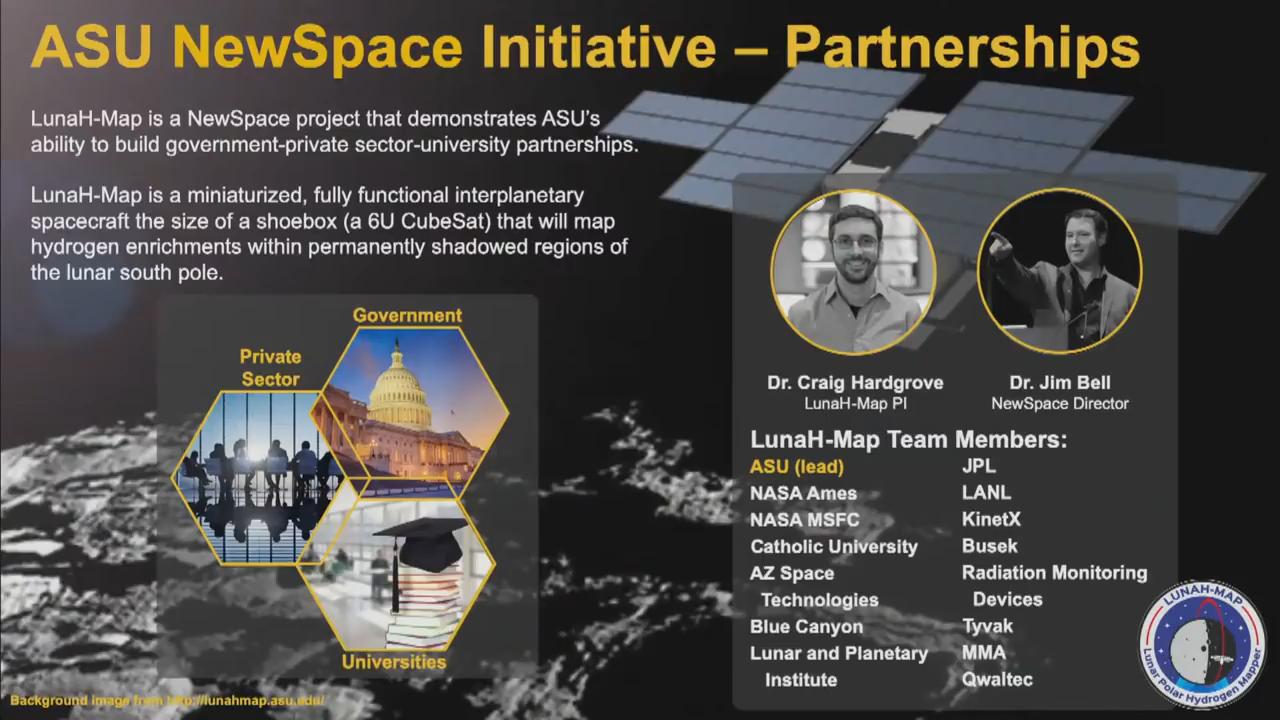 ASU NewSpace Initiative – Partnerships
LunaH-Map is a NewSpace project that demonstrates ASU's
ability to build government-private sector-university partnerships.
LunaH-Map is a miniaturized, fully functional interplanetary
spacecraft the size of a shoebox (a 6U CubeSat) that will map
hydrogen enrichments within permanently shadowed regions of
the lunar south pole.
Government
Private
Sector
Universities
Dr. Craig Hardgrove
LunaH-Map PI
Dr. Jim Bell
NewSpace Director
LunaH-Map Team Members:
ASU (lead)
NASA Ames
NASA MSFC
Catholic University
AZ Space
Technologies
Blue Canyon
Lunar and Planetary
Institute
JPL
LANL
KinetX
Busek
Radiation Monitoring
Devices
Tyvak
MMA
Qwaltec
LUNAH-MAP
Lunar Polar Hydrogen Mapper
Background image from http://lunahmap.asu.edu/